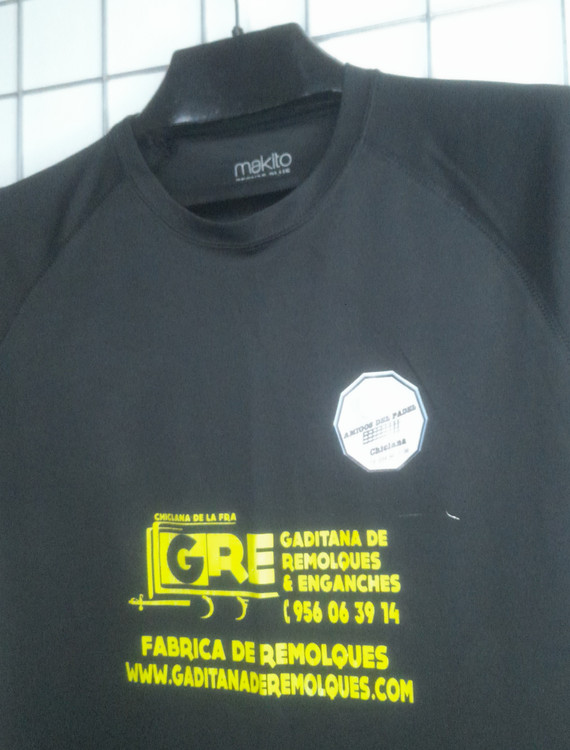 makito
AMIGOS DEL PADEL
Chiclana
CHICLANA DE LA FRA
GRE
GADITANA DE
REMOLQUES
& ENGANCHES
( 956 06 39 14
FABRICA DE REMOLQUES
WWW.GADITANADEREMOLQUES.COM